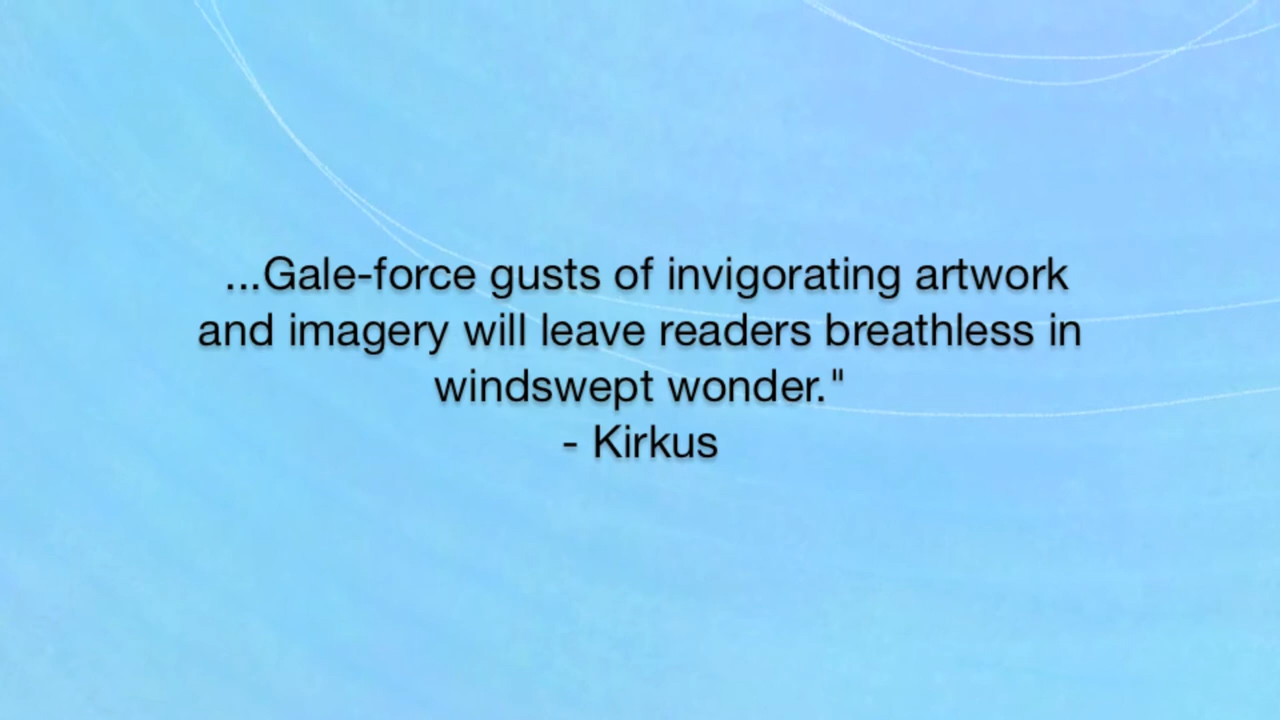 ...Gale-force gusts of invigorating artwork
and imagery will leave readers breathless in
windswept wonder."
- Kirkus